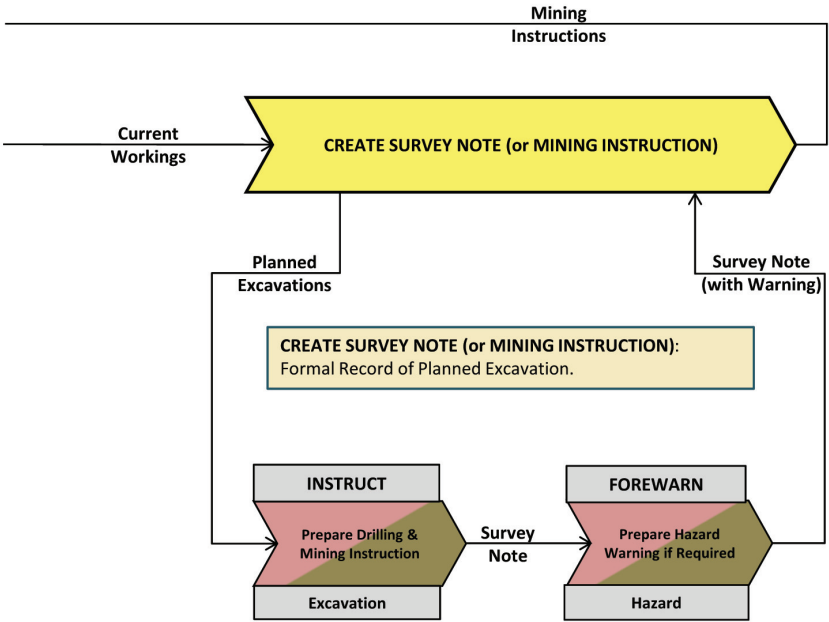 Mining
Instructions
Current
Workings
CREATE SURVEY NOTE (or MINING INSTRUCTION)
Planned
Excavations
Survey Note
(with Warning)
CREATE SURVEY NOTE (or MINING INSTRUCTION):
Formal Record of Planned Excavation.
INSTRUCT
Prepare Drilling &
Mining Instruction
Excavation
Survey
Note
FOREWARN
Prepare Hazard
Warning if Required
Hazard